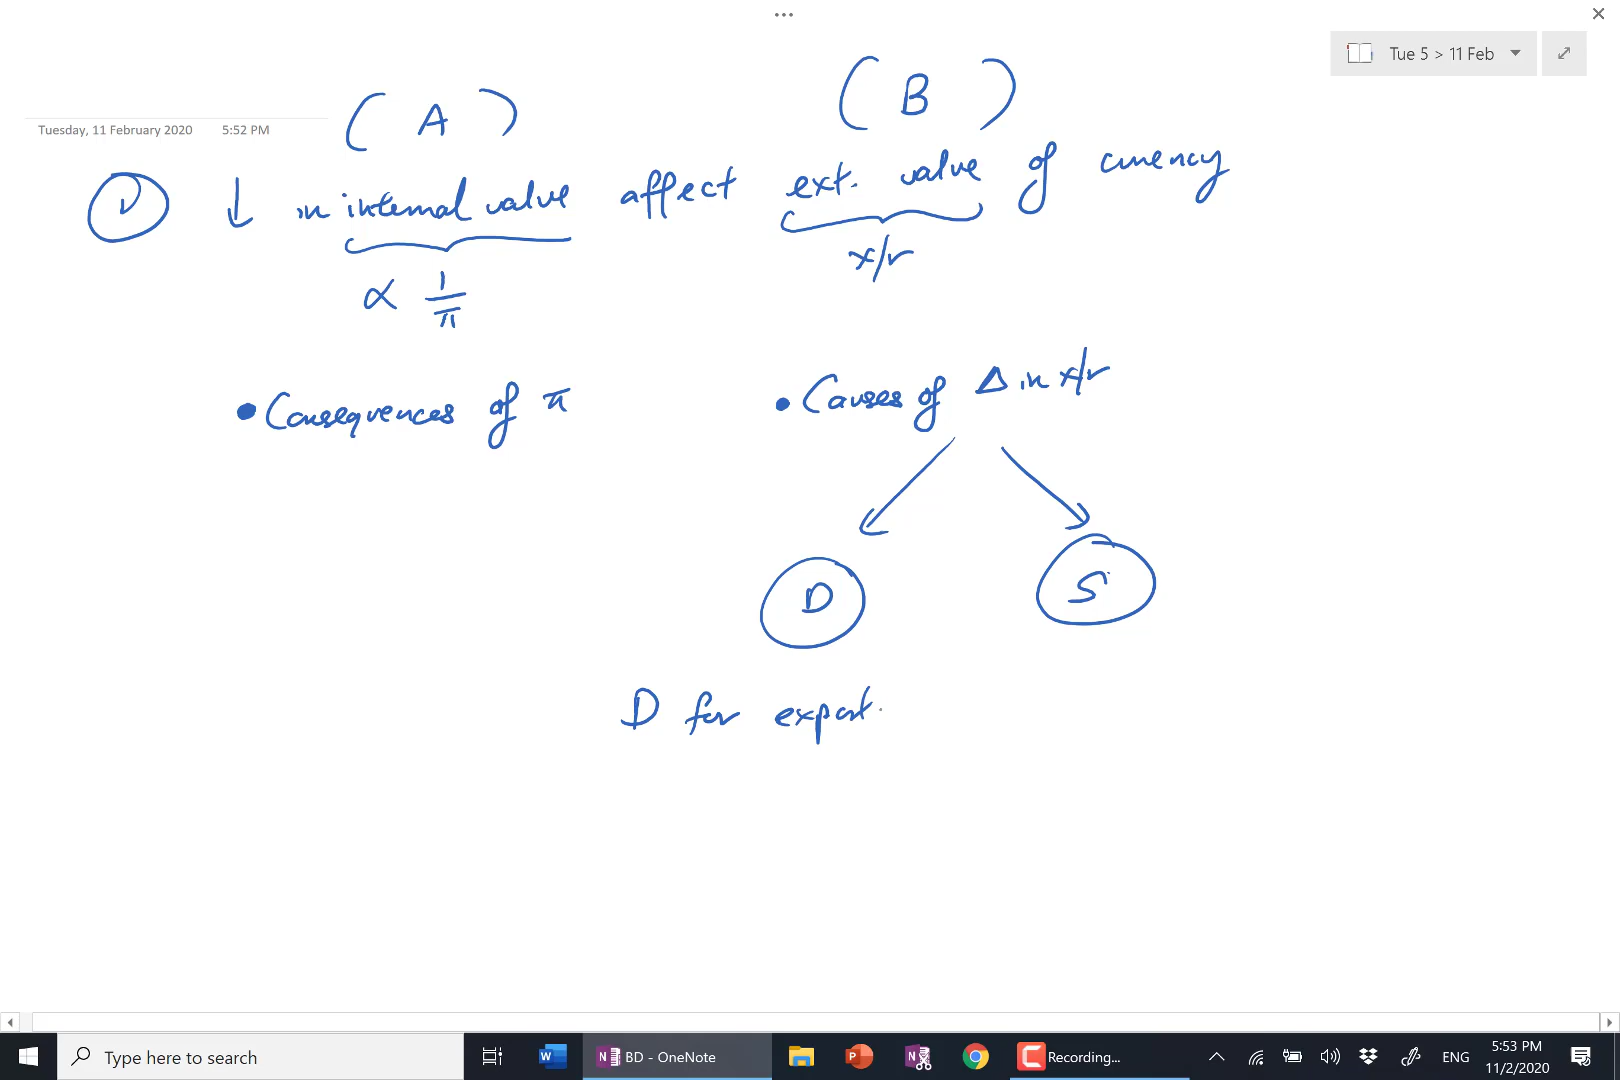 ...
Tue 5 > 11 Feb
( A ) ( B )
Tuesday, 11 February 2020 5:52 PM
↓ in internal value affect ext. value of currency
∝ 1/π x/r
• Consequences of π • Causes of Δ in x/r
D S
D for export
Type here to search
BD - OneNote
Recording...
ENG
5:53 PM
11/2/2020